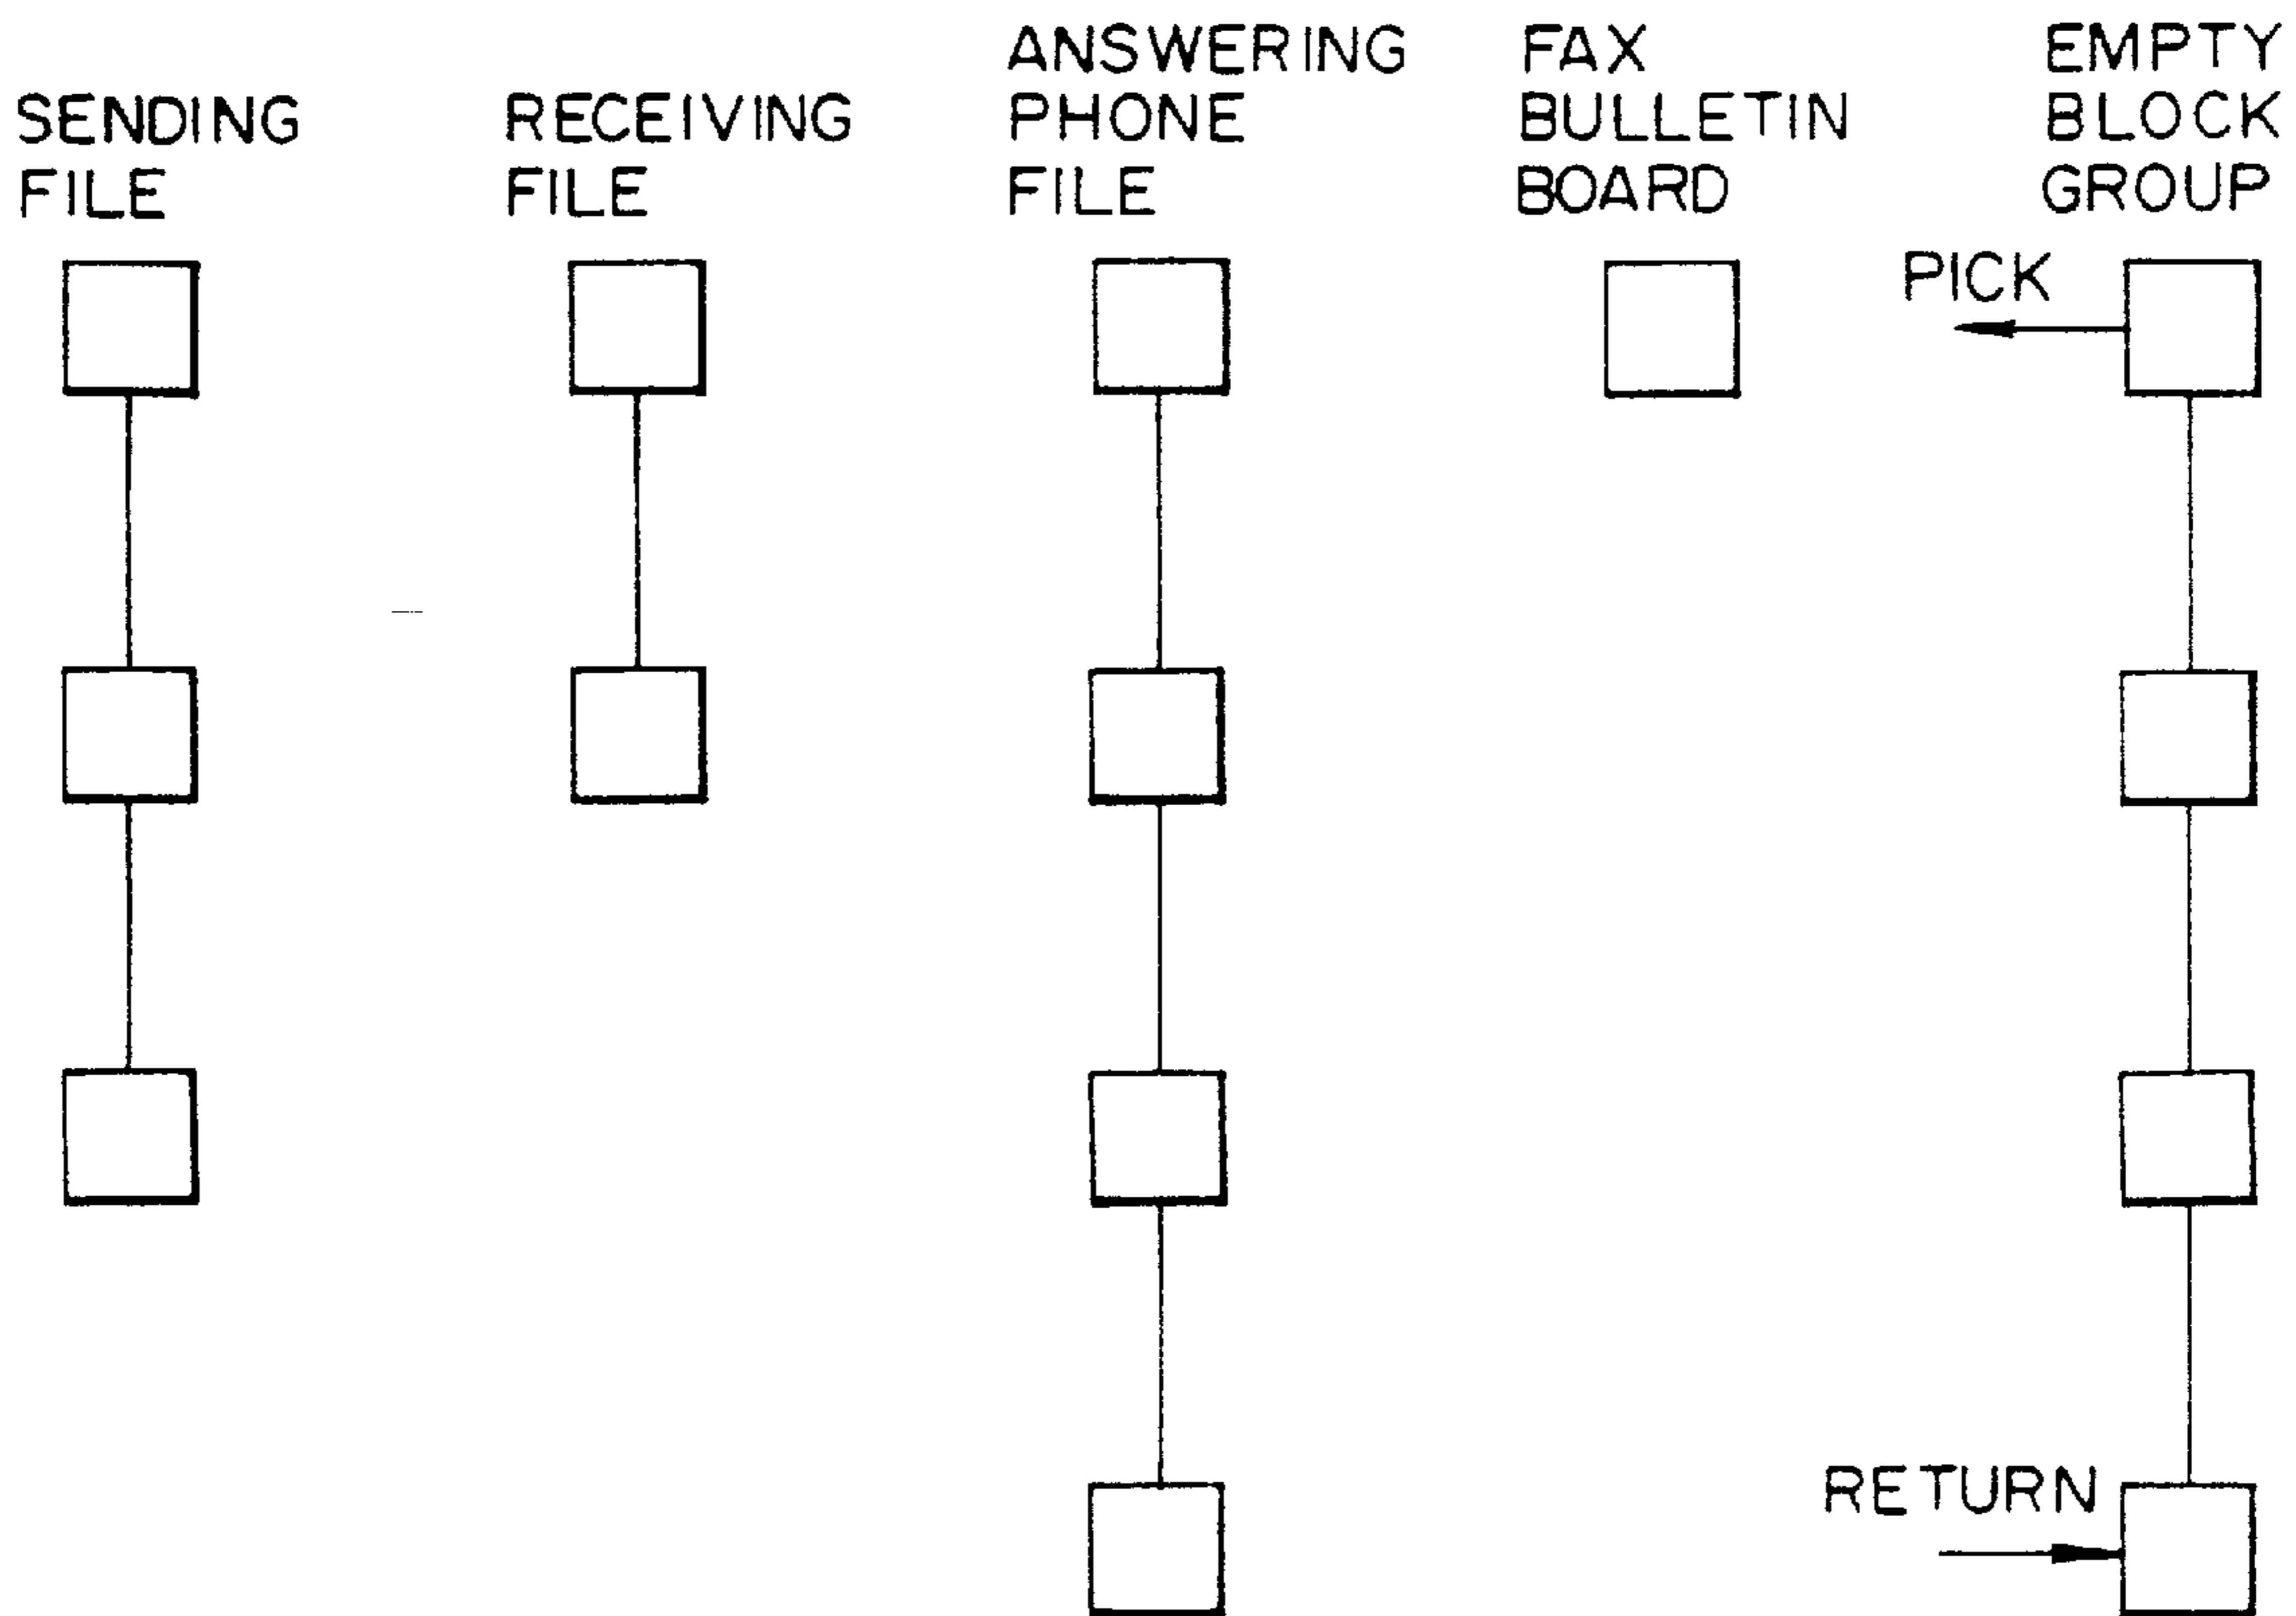 SENDING
FILE
RECEIVING
FILE
ANSWERING
PHONE
FILE
FAX
BULLETIN
BOARD
EMPTY
BLOCK
GROUP
PICK
RETURN